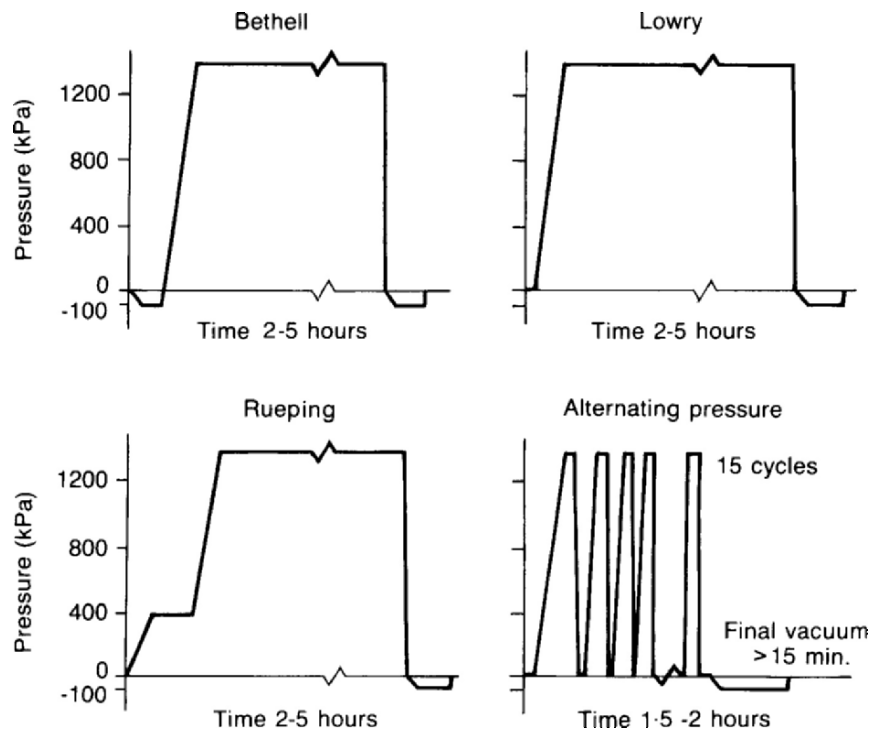 Bethell
Lowry
Pressure (kPa)
1200
800
400
0
-100
Time 2-5 hours
Time 2-5 hours
Rueping
Alternating pressure
Pressure (kPa)
1200
800
400
0
-100
15 cycles
Final vacuum
>15 min.
Time 2-5 hours
Time 1·5 -2 hours